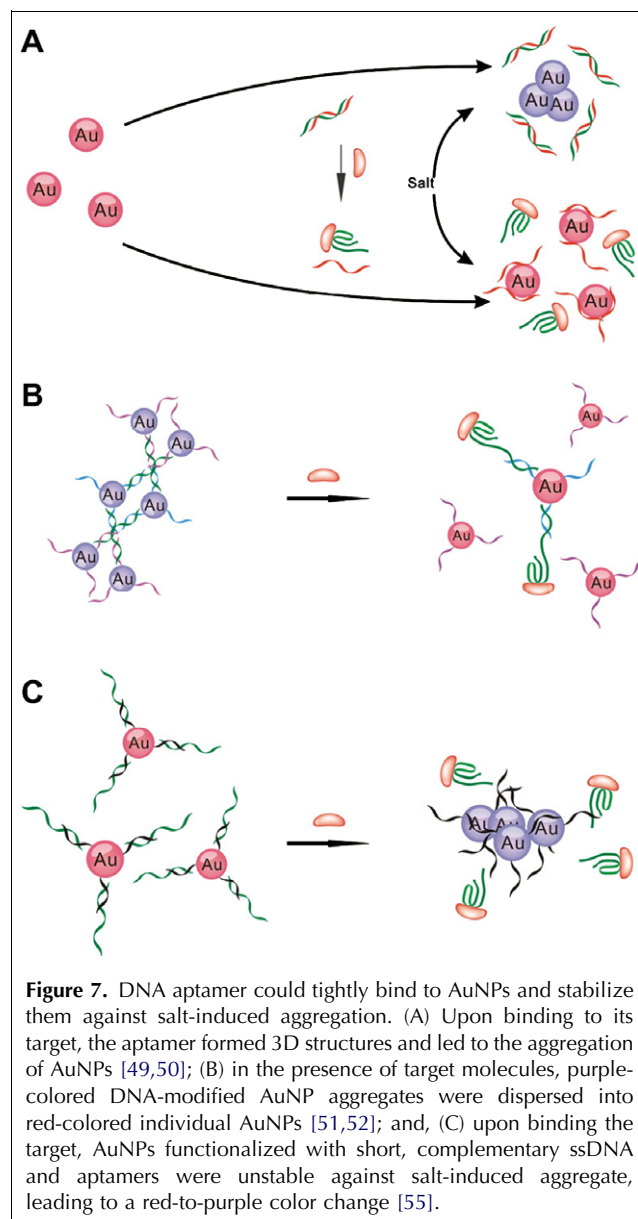 A
Au
Au
Au
Salt
Au
Au
Au
Au
Au
Au
B
Au
Au
Au
Au
Au
Au
Au
Au
Au
Au
C
Au
Au
Au
Au
Au
Au
Figure 7. DNA aptamer could tightly bind to AuNPs and stabilize
them against salt-induced aggregation. (A) Upon binding to its
target, the aptamer formed 3D structures and led to the aggregation
of AuNPs [49,50]; (B) in the presence of target molecules, purple-
colored DNA-modified AuNP aggregates were dispersed into
red-colored individual AuNPs [51,52]; and, (C) upon binding the
target, AuNPs functionalized with short, complementary ssDNA
and aptamers were unstable against salt-induced aggregate,
leading to a red-to-purple color change [55].